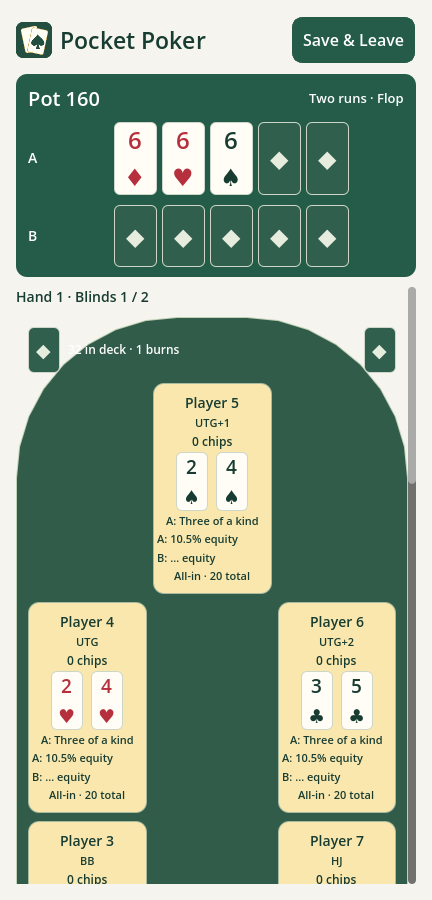 Pocket Poker
Save & Leave
Pot 160
Two runs · Flop
A
6 6 6
B
Hand 1 · Blinds 1 / 2
in deck · 1 burns
Player 5
UTG+1
0 chips
2 4
A: Three of a kind
A: 10.5% equity
B: ... equity
All-in · 20 total
Player 4
UTG
0 chips
2 4
A: Three of a kind
A: 10.5% equity
B: ... equity
All-in · 20 total
Player 6
UTG+2
0 chips
3 5
A: Three of a kind
A: 10.5% equity
B: ... equity
All-in · 20 total
Player 3
BB
0 chips
Player 7
HJ
0 chips